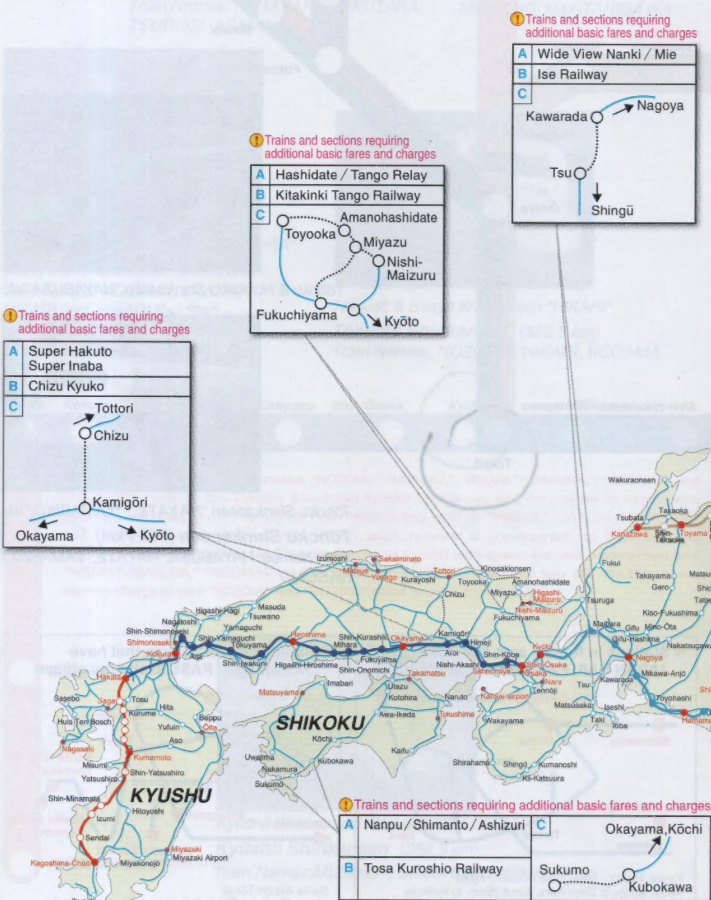 ! Trains and sections requiring
additional basic fares and charges
A Wide View Nanki / Mie
B Ise Railway
C
Kawarada
Nagoya
Tsu
Shingū
! Trains and sections requiring
additional basic fares and charges
A Hashidate / Tango Relay
B Kitakinki Tango Railway
C
Amanohashidate
Toyooka
Miyazu
Nishi-
Maizuru
Fukuchiyama
Kyōto
! Trains and sections requiring
additional basic fares and charges
A Super Hakuto
Super Inaba
B Chizu Kyuko
C
Tottori
Chizu
Kamigōri
Okayama
Kyōto
Wakuraonsen
Tsubata
Takaoka
Kanazawa
Shin-
Takaoka
Toyama
Fukui
Takayama
Gero
Tsuruga
Kiso-Fukushima
Mino-Ota
Gifu
Gifu-Hashima
Nakatsugawa
Maibara
Nagoya
Mikawa-Anjo
Kawarada
Toyohashi
Tsu
Matsusaka
Iseshi
Taki
Toba
Izumoshi
Sakaiminato
Matsue
Yonago
Kurayoshi
Tottori
Kinosakionsen
Toyooka
Amanohashidate
Miyazu
Higashi-
Maizuru
Nishi-Maizuru
Chizu
Fukuchiyama
Masuda
Higashi-Hagi
Tsuwano
Nagatoshi
Yamaguchi
Shin-Shimonoseki
Shin-Yamaguchi
Shimonoseki
Tokuyama
Kokura
Asa
Shin-Iwakuni
Hiroshima
Higashi-Hiroshima
Mihara
Shin-Kurashiki
Fukuyama
Shin-Onomichi
Okayama
Kamigōri
Aioi
Himeji
Nishi-Akashi
Shin-Kōbe
Sannomiya
Kyōto
Shin-Osaka
Osaka
Nara
Tennōji
Kansai-airport
Wakayama
Shirahama
Shingū
Kumanoshi
Kii-Katsuura
Takamatsu
Imabari
Utazu
Kotohira
Matsuyama
Naruto
Tokushima
Awa-Ikeda
SHIKOKU
Kōchi
Kaifu
Uwajima
Kubokawa
Nakamura
Sukumo
Hakata
Sasebo
Saga
Tosu
Kurume
Hita
Huis Ten Bosch
Yufuin
Beppu
Oita
Nagasaki
Aso
Kumamoto
Misumi
Yatsushiro
Shin-Yatsushiro
KYUSHU
Shin-Minamata
Hitoyoshi
Izumi
Sendai
Kagoshima-Chuo
Miyakonojō
Miyazaki
Miyazaki Airport
! Trains and sections requiring additional basic fares and charges
A Nanpu / Shimanto / Ashizuri
B Tosa Kuroshio Railway
C
Okayama,Kōchi
Sukumo
Kubokawa